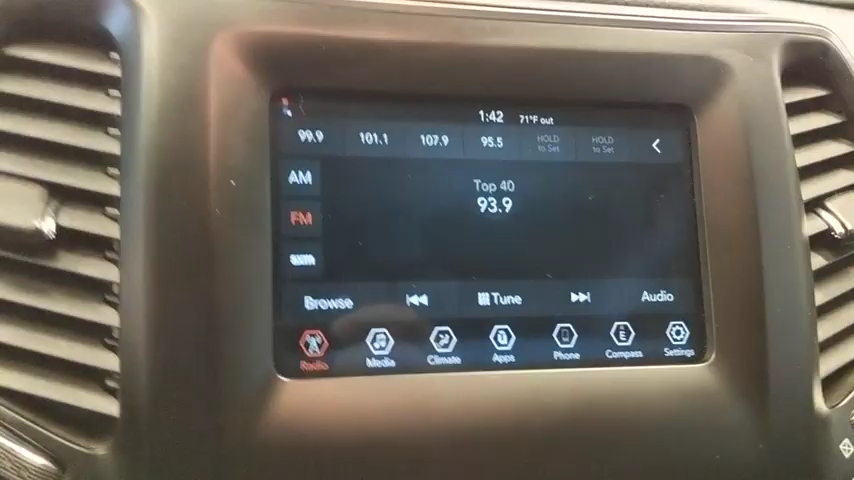 1:42 71°F out
99.9 101.1 107.9 95.5 HOLD to Set HOLD to Set
AM
Top 40
FM
93.9
sxm
Browse Tune Audio
Radio Media Climate Apps Phone Compass Settings